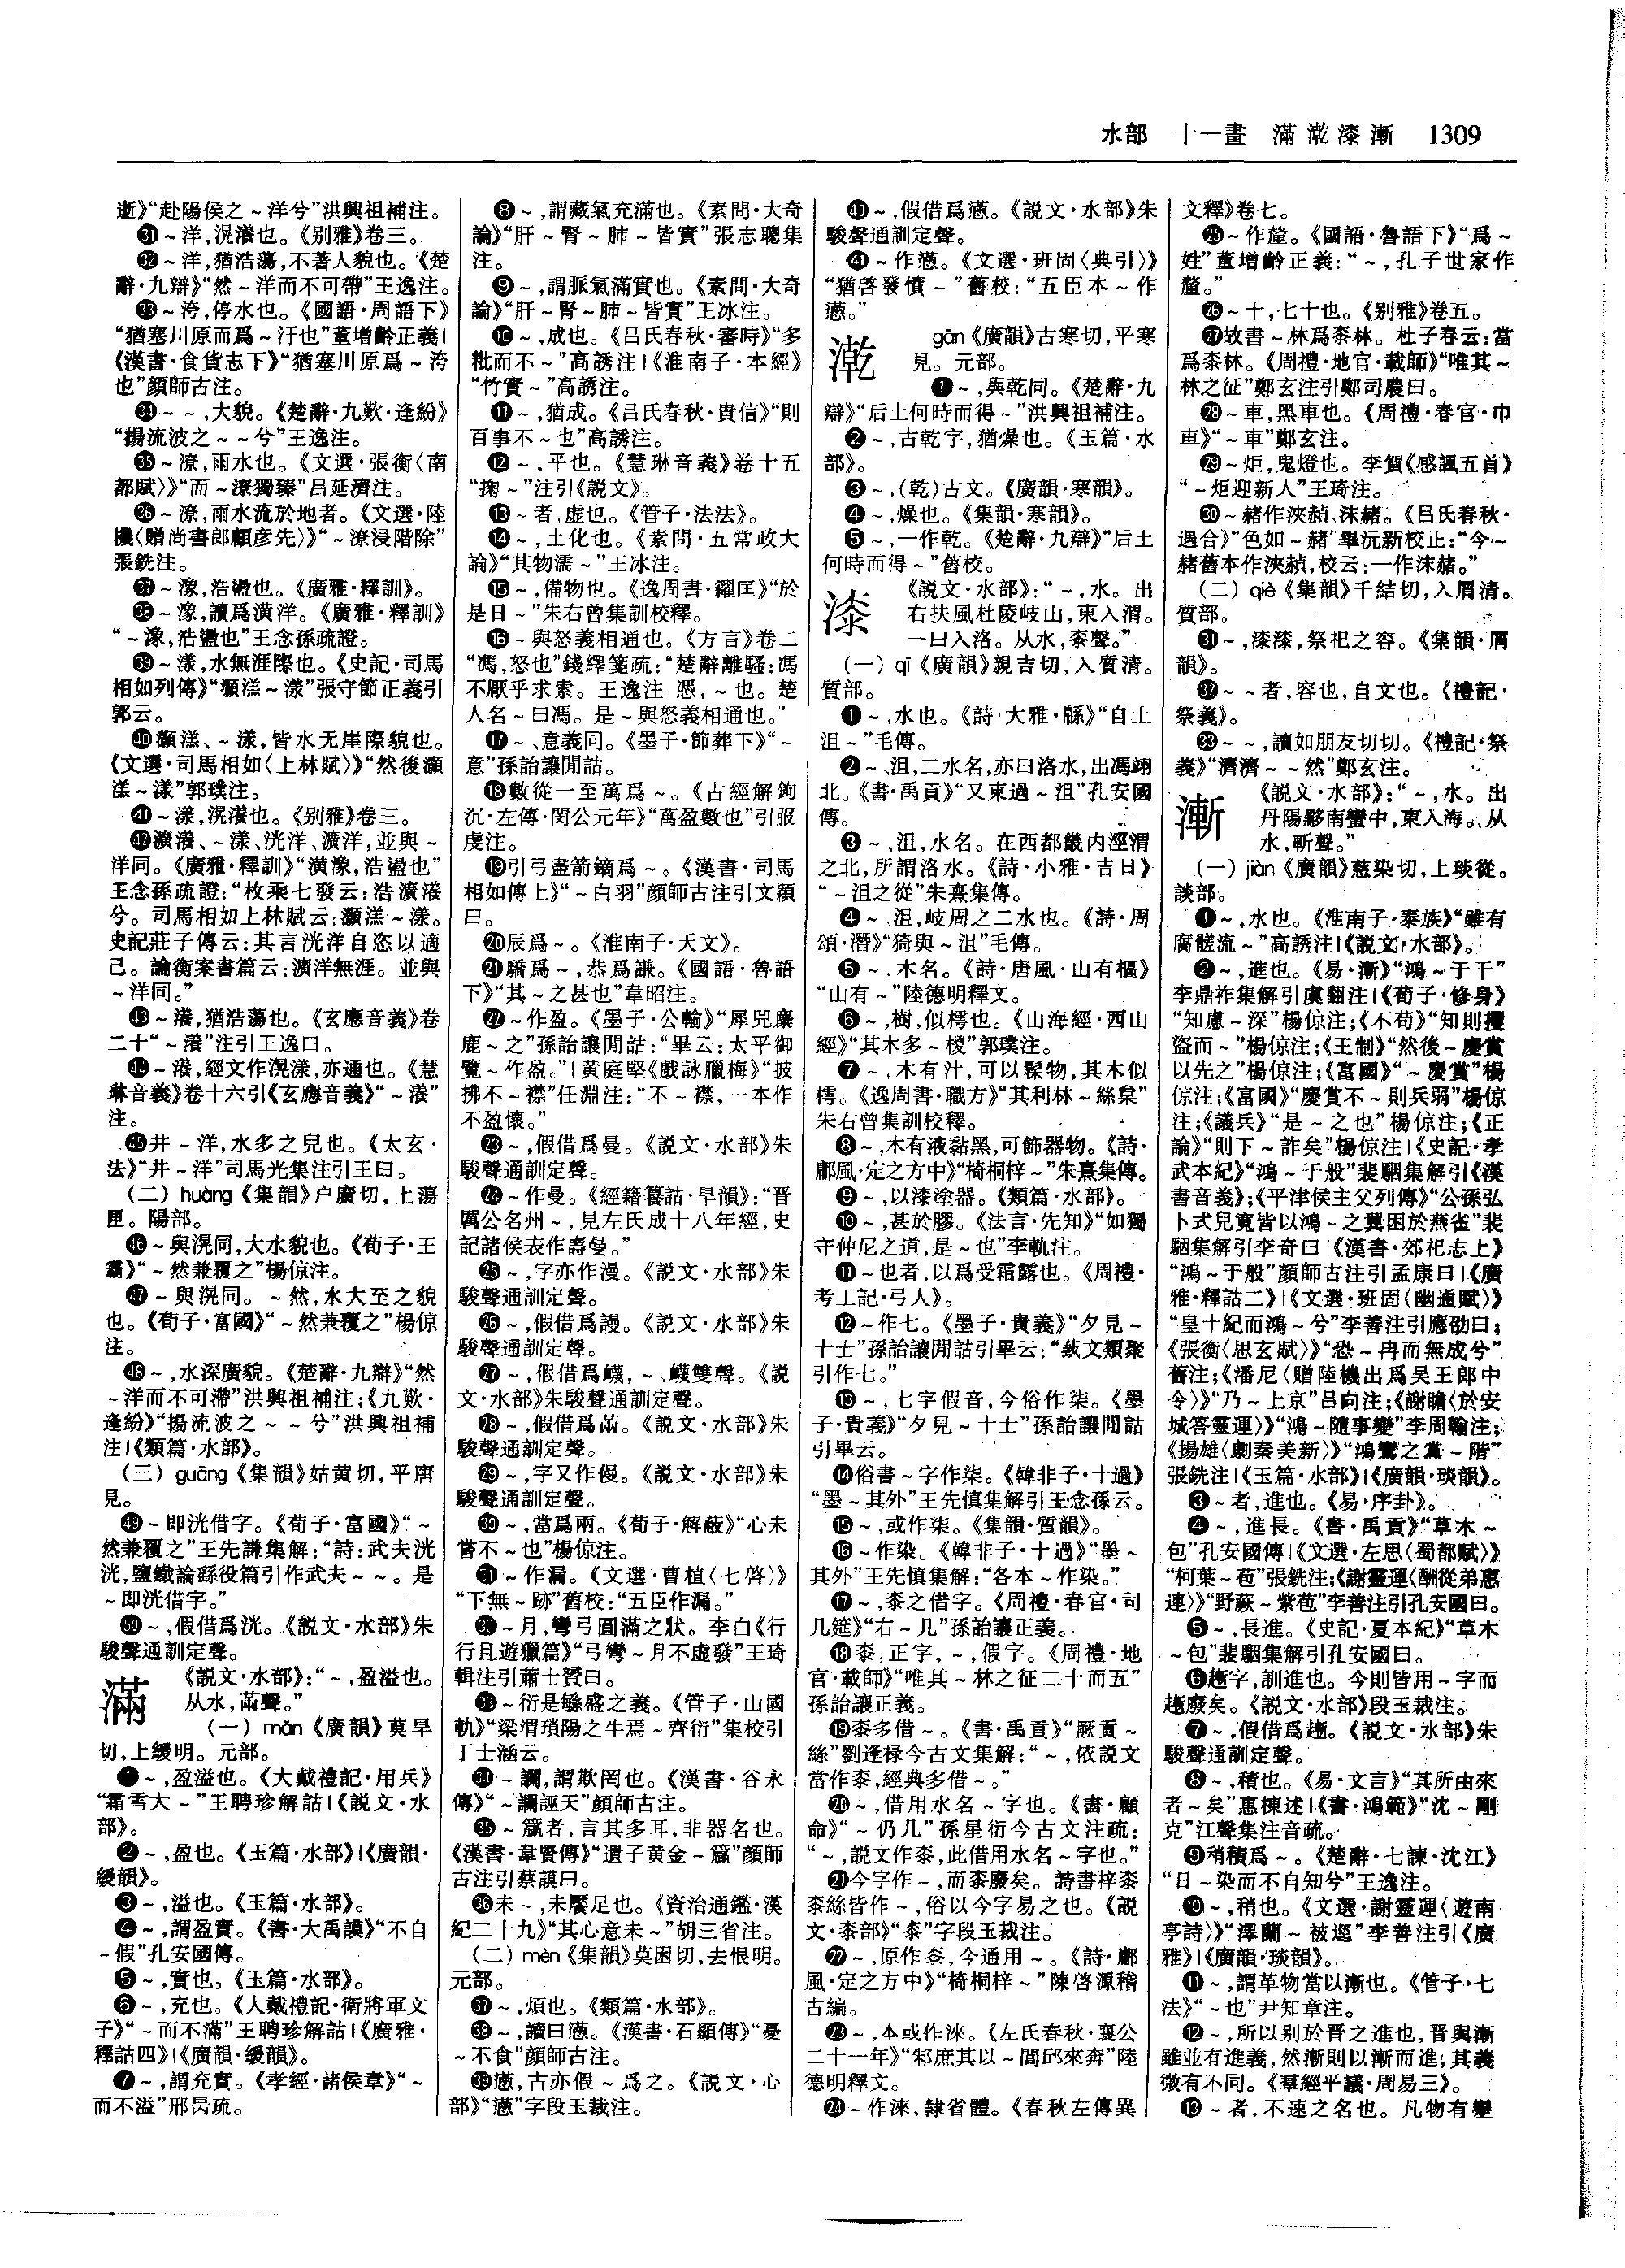 水部　十一畫　滿漧漆漸　1309
逝》“赴陽侯之～洋兮”洪興祖補注。
㉛～洋,滉瀁也。《别雅》卷三。
㉜～洋,猶浩蕩,不著人貌也。《楚
辭·九辯》“然～洋而不可帶”王逸注。
㉝～洿,停水也。《國語·周語下》
“猶塞川原而爲～汙也”董增齡正義|
《漢書·食貨志下》“猶塞川原爲～洿
也”顔師古注。
㉞～～,大貌。《楚辭·九歎·逢紛》
“揚流波之～～兮”王逸注。
㉟～潦,雨水也。《文選·張衡〈南
都賦〉》“而～潦獨臻”吕延濟注。
㊱～潦,雨水流於地者。《文選·陸
機〈贈尚書郎顧彦先〉》“～潦浸階除”
張銑注。
㊲～潒,浩盪也。《廣雅·釋訓》。
㊳～潒,讀爲潢洋。《廣雅·釋訓》
“～潒,浩盪也”王念孫疏證。
㊴～漾,水無涯際也。《史記·司馬
相如列傳》“灝溔～漾”張守節正義引
郭云。
㊵灝溔、～漾,皆水无崖際貌也。
《文選·司馬相如〈上林賦〉》“然後灝
溔～漾”郭璞注。
㊶～漾,滉瀁也。《别雅》卷三。
㊷瀇瀁、～漾、洸洋、瀇洋,並與～
洋同。《廣雅·釋訓》“潢潒,浩盪也”
王念孫疏證:“枚乘七發云:浩瀇瀁
兮。司馬相如上林賦云:灝溔～漾。
史記莊子傳云:其言洸洋自恣以適
己。論衡案書篇云:瀇洋無涯。並與
～洋同。”
㊸～瀁,猶浩蕩也。《玄應音義》卷
二十“～瀁”注引王逸曰。
㊹～瀁,經文作滉漾,亦通也。《慧
琳音義》卷十六引《玄應音義》“～瀁”
注。
㊺井～洋,水多之皃也。《太玄·
法》“井～洋”司馬光集注引王曰。
（二）huàng《集韻》户廣切,上蕩
匣。陽部。
㊻～與滉同,大水貌也。《荀子·王
霸》“～然兼覆之”楊倞注。
㊼～與滉同。～然,水大至之貌
也。《荀子·富國》“～然兼覆之”楊倞
注。
㊽～,水深廣貌。《楚辭·九辯》“然
～洋而不可滯”洪興祖補注;《九歎·
逢紛》“揚流波之～～兮”洪興祖補
注|《類篇·水部》。
（三）guāng《集韻》姑黄切,平唐
見。
㊾～即洸借字。《荀子·富國》“～
然兼覆之”王先謙集解:“詩:武夫洸
洸,鹽鐵論繇役篇引作武夫～～。是
～即洸借字。”
㊿～,假借爲洸。《説文·水部》朱
駿聲通訓定聲。
滿
《説文·水部》:“～,盈溢也。
从水,㒼聲。”
（一）mǎn《廣韻》莫旱
切,上緩明。元部。
❶～,盈溢也。《大戴禮記·用兵》
“霜雪大～”王聘珍解詁|《説文·水
部》。
❷～,盈也。《玉篇·水部》|《廣韻·
緩韻》。
❸～,溢也。《玉篇·水部》。
❹～,謂盈實。《書·大禹謨》“不自
～假”孔安國傳。
❺～,實也。《玉篇·水部》。
❻～,充也。《大戴禮記·衛將軍文
子》“～而不滿”王聘珍解詁|《廣雅·
釋詁四》|《廣韻·緩韻》。
❼～,謂充實。《孝經·諸侯章》“～
而不溢”邢昺疏。
❽～,謂藏氣充滿也。《素問·大奇
論》“肝～腎～肺～皆實”張志聰集
注。
❾～,謂脈氣滿實也。《素問·大奇
論》“肝～腎～肺～皆實”王冰注。
❿～,成也。《吕氏春秋·審時》“多
粃而不～”高誘注|《淮南子·本經》
“竹實～”高誘注。
⓫～,猶成。《吕氏春秋·貴信》“則
百事不～也”高誘注。
⓬～,平也。《慧琳音義》卷十五
“掬～”注引《説文》。
⓭～者,虚也。《管子·法法》。
⓮～,土化也。《素問·五常政大
論》“其物濡～”王冰注。
⓯～,備物也。《逸周書·糴匡》“於
是日～”朱右曾集訓校釋。
⓰～與怒義相通也。《方言》卷二
“馮,怒也”錢繹箋疏:“楚辭離騷:馮
不厭乎求索。王逸注:憑,～也。楚
人名～曰馮。是～與怒義相通也。”
⓱～、意義同。《墨子·節葬下》“～
意”孫詒讓閒詁。
⓲數從一至萬爲～。《古經解鉤
沉·左傳·閔公元年》“萬盈數也”引服
虔注。
⓳引弓盡箭鏑爲～。《漢書·司馬
相如傳上》“～白羽”顔師古注引文穎
曰。
⓴辰爲～。《淮南子·天文》。
㉑驕爲～,恭爲謙。《國語·魯語
下》“其～之甚也”韋昭注。
㉒～作盈。《墨子·公輸》“犀兕麋
鹿～之”孫詒讓閒詁:“畢云:太平御
覽～作盈。”|黄庭堅《戲詠臘梅》“披
拂不～襟”任淵注:“不～襟,一本作
不盈懷。”
㉓～,假借爲曼。《説文·水部》朱
駿聲通訓定聲。
㉔～作曼。《經籍籑詁·旱韻》:“晋
厲公名州～,見左氏成十八年經,史
記諸侯表作壽曼。”
㉕～,字亦作漫。《説文·水部》朱
駿聲通訓定聲。
㉖～,假借爲謾。《説文·水部》朱
駿聲通訓定聲。
㉗～,假借爲衊,～、衊雙聲。《説
文·水部》朱駿聲通訓定聲。
㉘～,假借爲㒼。《説文·水部》朱
駿聲通訓定聲。
㉙～,字又作僈。《説文·水部》朱
駿聲通訓定聲。
㉚～,當爲兩。《荀子·解蔽》“心未
嘗不～也”楊倞注。
㉛～作漏。《文選·曹植〈七啓〉》
“下無～跡”舊校:“五臣作漏。”
㉜～月,彎弓圓滿之狀。李白《行
行且遊獵篇》“弓彎～月不虚發”王琦
輯注引蕭士贇曰。
㉝～衍是緐盛之義。《管子·山國
軌》“梁渭瑣陽之牛焉～齊衍”集校引
丁士涵云。
㉞～讕,謂欺罔也。《漢書·谷永
傳》“～讕誣天”顔師古注。
㉟～籯者,言其多耳,非器名也。
《漢書·韋賢傳》“遺子黄金～籯”顔師
古注引蔡謨曰。
㊱未～,未饜足也。《資治通鑑·漢
紀二十九》“其心意未～”胡三省注。
（二）mèn《集韻》莫困切,去恨明。
元部。
㊲～,煩也。《類篇·水部》。
㊳～,讀曰懣。《漢書·石顯傳》“憂
～不食”顔師古注。
㊴懣,古亦假～爲之。《説文·心
部》“懣”字段玉裁注。
㊵～,假借爲懣。《説文·水部》朱
駿聲通訓定聲。
㊶～作懣。《文選·班固〈典引〉》
“猶啓發憤～”舊校:“五臣本～作
懣。”
漧
gān《廣韻》古寒切,平寒
見。元部。
❶～,與乾同。《楚辭·九
辯》“后土何時而得～”洪興祖補注。
❷～,古乾字,猶燥也。《玉篇·水
部》。
❸～,(乾)古文。《廣韻·寒韻》。
❹～,燥也。《集韻·寒韻》。
❺～,一作乾。《楚辭·九辯》“后土
何時而得～”舊校。
漆
《説文·水部》:“～,水。出
右扶風杜陵岐山,東入渭。
一曰入洛。从水,桼聲。”
（一）qī《廣韻》親吉切,入質清。
質部。
❶～,水也。《詩·大雅·緜》“自土
沮～”毛傳。
❷～、沮,二水名,亦曰洛水,出馮翊
北。《書·禹貢》“又東過～沮”孔安國
傳。
❸～、沮,水名。在西都畿内涇渭
之北,所謂洛水。《詩·小雅·吉日》
“～沮之從”朱熹集傳。
❹～、沮,岐周之二水也。《詩·周
頌·潛》“猗與～沮”毛傳。
❺～,木名。《詩·唐風·山有樞》
“山有～”陸德明釋文。
❻～,樹,似樗也。《山海經·西山
經》“其木多～椶”郭璞注。
❼～,木有汁,可以髹物,其木似
樗。《逸周書·職方》“其利林～絲枲”
朱右曾集訓校釋。
❽～,木有液黏黑,可飾器物。《詩·
鄘風·定之方中》“椅桐梓～”朱熹集傳。
❾～,以漆塗器。《類篇·水部》。
❿～,甚於膠。《法言·先知》“如獨
守仲尼之道,是～也”李軌注。
⓫～也者,以爲受霜露也。《周禮·
考工記·弓人》。
⓬～作七。《墨子·貴義》“夕見～
十士”孫詒讓閒詁引畢云:“藝文類聚
引作七。”
⓭～,七字假音,今俗作柒。《墨
子·貴義》“夕見～十士”孫詒讓閒詁
引畢云。
⓮俗書～字作柒。《韓非子·十過》
“墨～其外”王先慎集解引王念孫云。
⓯～,或作柒。《集韻·質韻》。
⓰～作染。《韓非子·十過》“墨～
其外”王先慎集解:“各本～作染。”
⓱～,桼之借字。《周禮·春官·司
几筵》“右～几”孫詒讓正義。
⓲桼,正字,～,假字。《周禮·地
官·載師》“唯其～林之征二十而五”
孫詒讓正義。
⓳桼多借～。《書·禹貢》“厥貢～
絲”劉逢禄今古文集解:“～,依説文
當作桼,經典多借～。”
⓴～,借用水名～字也。《書·顧
命》“～仍几”孫星衍今古文注疏:
“～,説文作桼,此借用水名～字也。”
㉑今字作～,而桼廢矣。詩書梓桼
桼絲皆作～,俗以今字易之也。《説
文·桼部》“桼”字段玉裁注。
㉒～,原作桼,今通用～。《詩·鄘
風·定之方中》“椅桐梓～”陳啓源稽
古編。
㉓～,本或作淶。《左氏春秋·襄公
二十一年》“邾庶其以～閭邱來奔”陸
德明釋文。
㉔～作淶,隸省體。《春秋左傳異
文釋》卷七。
㉕～作釐。《國語·魯語下》“爲～
姓”董增齡正義:“～,孔子世家作
釐。”
㉖～十,七十也。《别雅》卷五。
㉗故書～林爲桼林。杜子春云:當
爲桼林。《周禮·地官·載師》“唯其～
林之征”鄭玄注引鄭司農曰。
㉘～車,黑車也。《周禮·春官·巾
車》“～車”鄭玄注。
㉙～炬,鬼燈也。李賀《感諷五首》
“～炬迎新人”王琦注。
㉚～赭作浹赬、沫赭。《吕氏春秋·
遇合》“色如～赭”畢沅新校正:“今～
赭舊本作浹赬,校云:一作沫赭。”
（二）qiè《集韻》千結切,入屑清。
質部。
㉛～,漆漆,祭祀之容。《集韻·屑
韻》。
㉜～～者,容也,自文也。《禮記·
祭義》。
㉝～～,讀如朋友切切。《禮記·祭
義》“濟濟～～然”鄭玄注。
漸
《説文·水部》:“～,水。出
丹陽黟南蠻中,東入海。从
水,斬聲。”
（一）jiàn《廣韻》慈染切,上琰從。
談部。
❶～,水也。《淮南子·泰族》“雖有
腐髊流～”高誘注|《説文·水部》。
❷～,進也。《易·漸》“鴻～于干”
李鼎祚集解引虞翻注|《荀子·修身》
“知慮～深”楊倞注;《不苟》“知則攫
盜而～”楊倞注;《王制》“然後～慶賞
以先之”楊倞注;《富國》“～慶賞”楊
倞注;《富國》“慶賞不～則兵弱”楊倞
注;《議兵》“是～之也”楊倞注;《正
論》“則下～詐矣”楊倞注|《史記·孝
武本紀》“鴻～于般”裴駰集解引《漢
書音義》;《平津侯主父列傳》“公孫弘
卜式兒寬皆以鴻～之翼困於燕雀”裴
駰集解引李奇曰|《漢書·郊祀志上》
“鴻～于般”顔師古注引孟康曰|《廣
雅·釋詁二》|《文選·班固〈幽通賦〉》
“皇十紀而鴻～兮”李善注引應劭曰;
《張衡〈思玄賦〉》“恐～冉而無成兮”
舊注;《潘尼〈贈陸機出爲吴王郎中
令〉》“乃～上京”吕向注;《謝瞻〈於安
城答靈運〉》“鴻～隨事變”李周翰注;
《揚雄〈劇秦美新〉》“鴻鸞之黨～階”
張銑注|《玉篇·水部》|《廣韻·琰韻》。
❸～者,進也。《易·序卦》。
❹～,進長。《書·禹貢》“草木～
包”孔安國傳|《文選·左思〈蜀都賦〉》
“柯葉～苞”張銑注;《謝靈運〈酬從弟惠
連〉》“野蕨～紫苞”李善注引孔安國曰。
❺～,長進。《史記·夏本紀》“草木
～包”裴駰集解引孔安國曰。
❻趰字,訓進也。今則皆用～字而
趰廢矣。《説文·水部》段玉裁注。
❼～,假借爲趰。《説文·水部》朱
駿聲通訓定聲。
❽～,積也。《易·文言》“其所由來
者～矣”惠棟述|《書·鴻範》“沈～剛
克”江聲集注音疏。
❾稍積爲～。《楚辭·七諫·沈江》
“日～染而不自知兮”王逸注。
❿～,稍也。《文選·謝靈運〈遊南
亭詩〉》“澤蘭～被逕”李善注引《廣
雅》|《廣韻·琰韻》。
⓫～,謂革物當以漸也。《管子·七
法》“～也”尹知章注。
⓬～,所以别於晋之進也,晋與漸
雖並有進義,然漸則以漸而進;其義
微有不同。《羣經平議·周易三》。
⓭～者,不速之名也。凡物有變